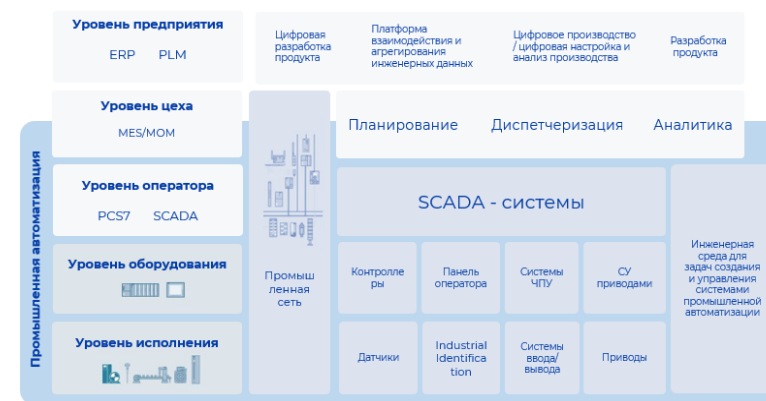 Уровень предприятия
ERP PLM
Цифровая
разработка
продукта
Платформа
взаимодействия и
агрегирования
инженерных данных
Цифровое производство
/ цифровая настройка и
анализ производства
Разработка
продукта
Промышленная автоматизация
Уровень цеха
MES/MOM
Планирование Диспетчеризация Аналитика
Уровень оператора
PCS7 SCADA
SCADA - системы
Уровень оборудования
Уровень исполнения
Промыш
ленная
сеть
Контролле
ры
Панель
оператора
Системы
ЧПУ
СУ
приводами
Датчики
Industrial
Identifica
tion
Системы
ввода/
вывода
Приводы
Инженерная
среда для
задач создания
и управления
системами
промышленной
автоматизации